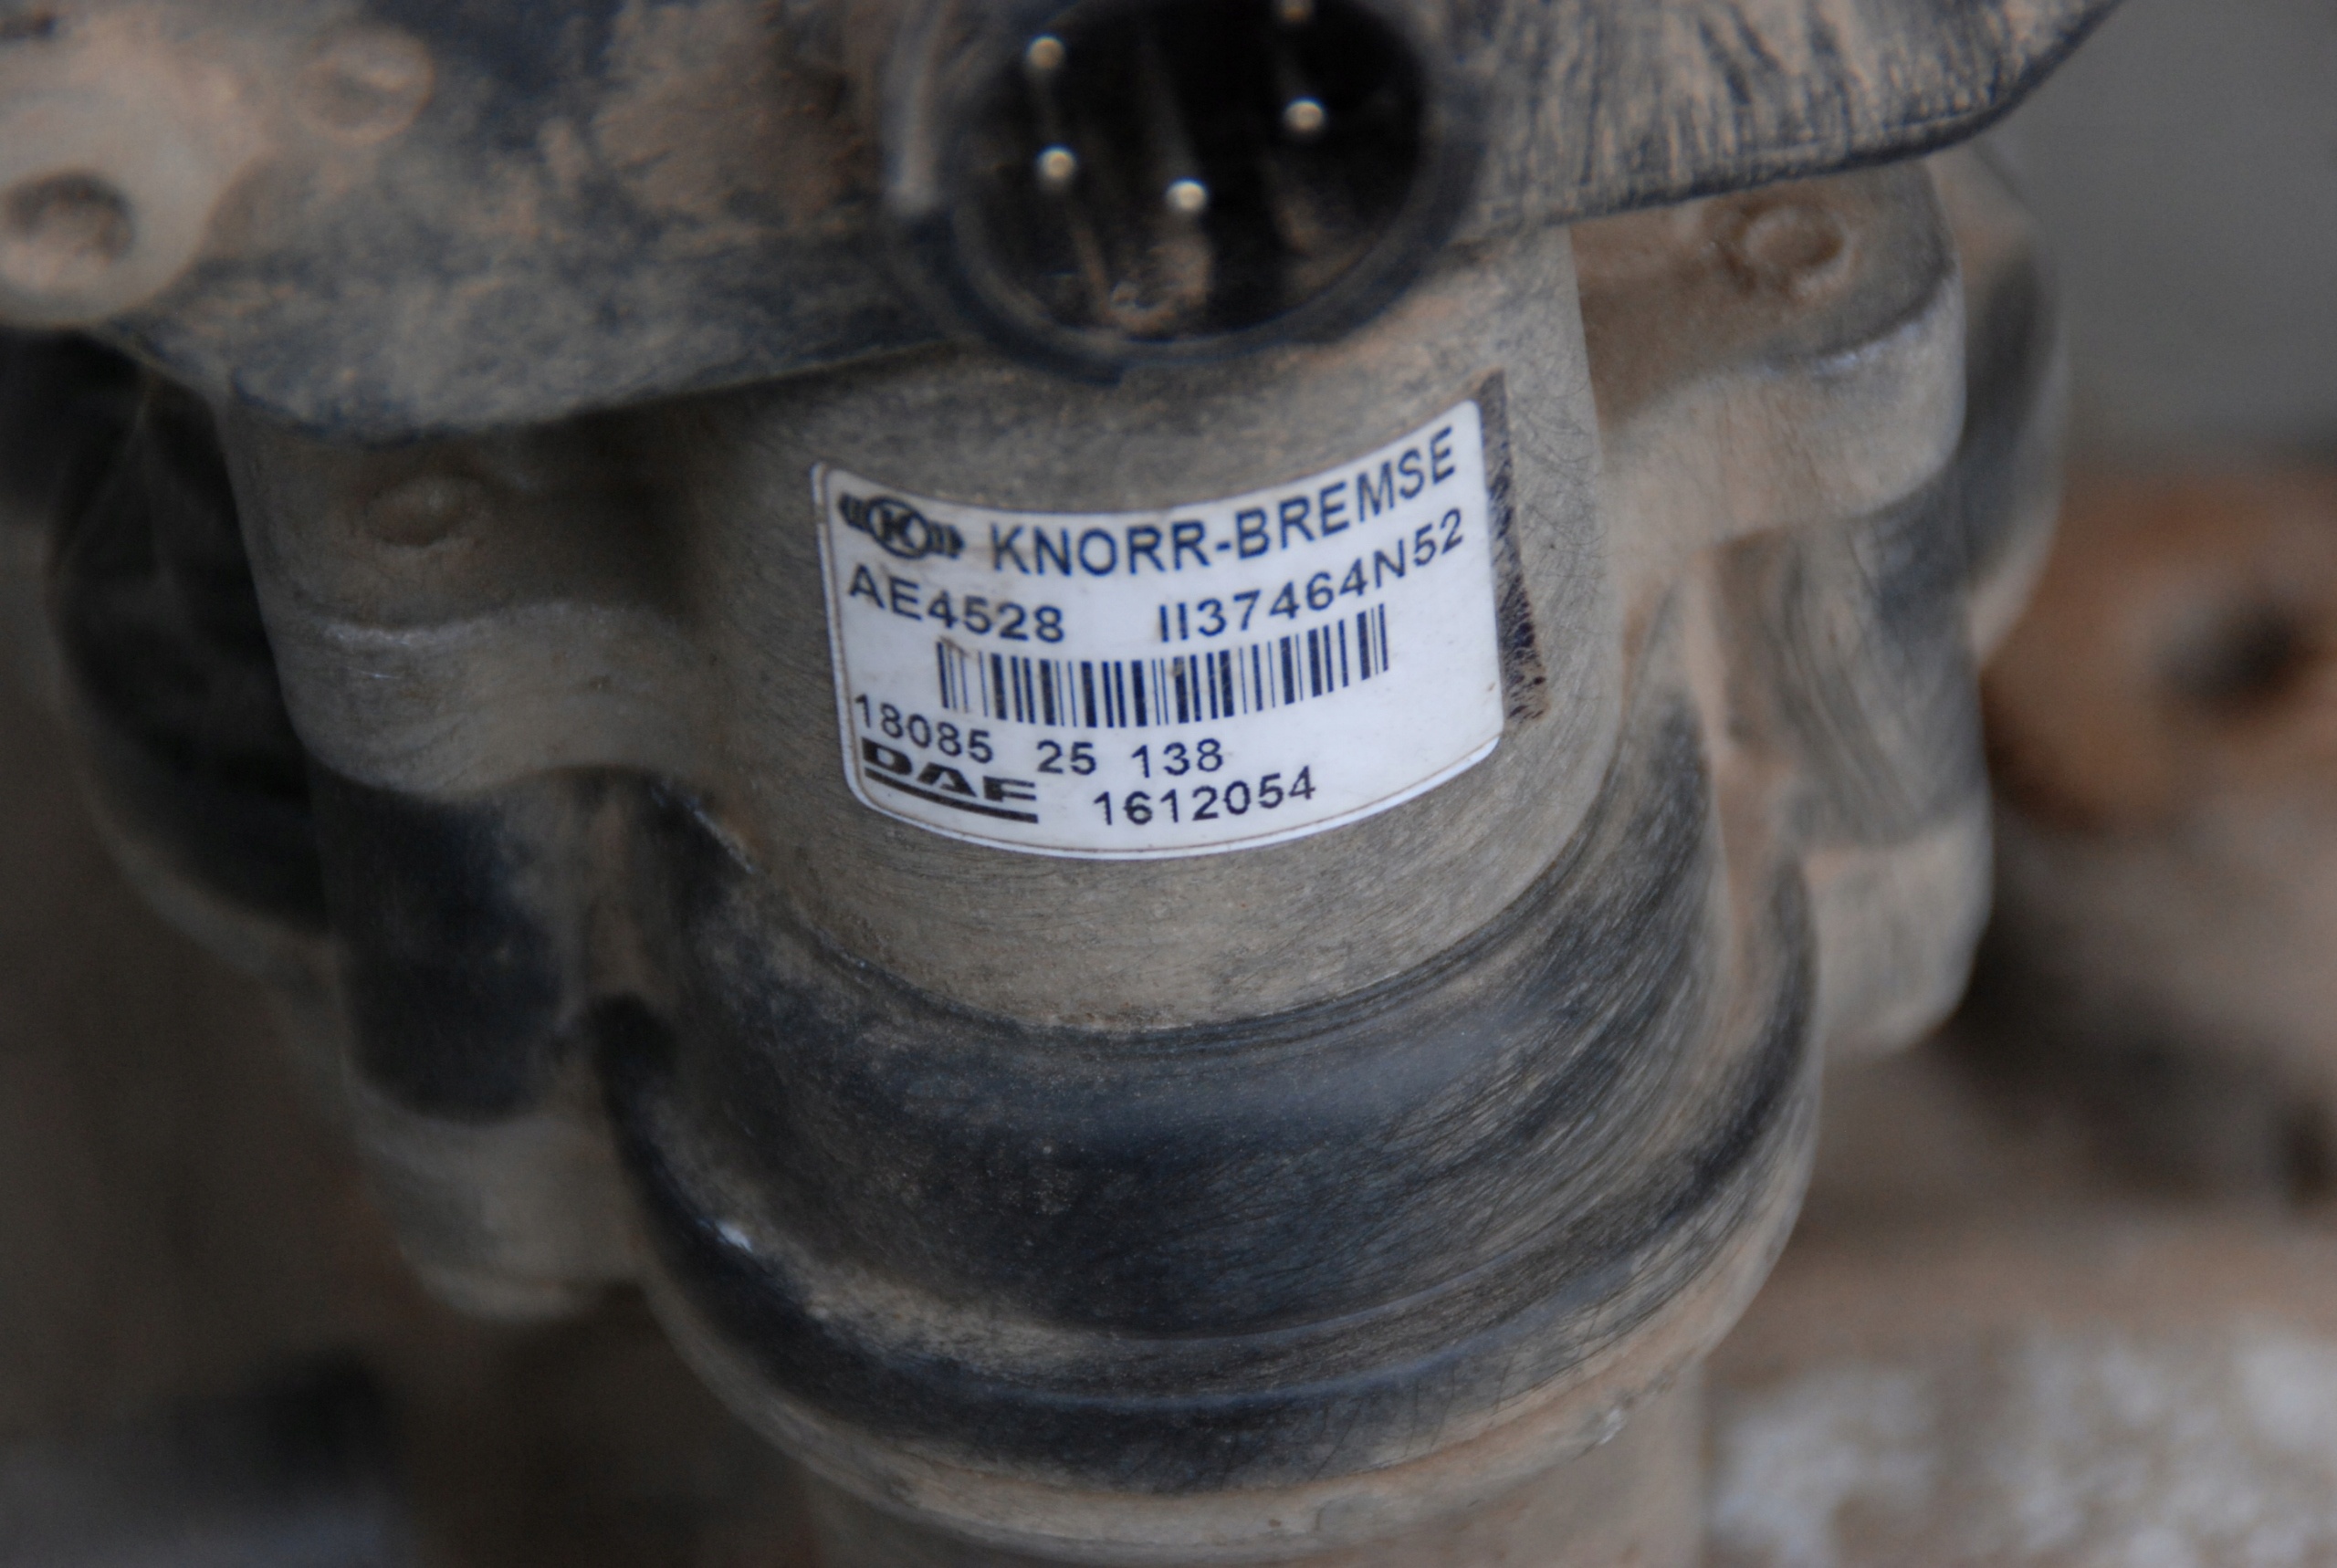 K KNORR-BREMSE
AE4528 II37464N52
18085 25 138
DAF 1612054